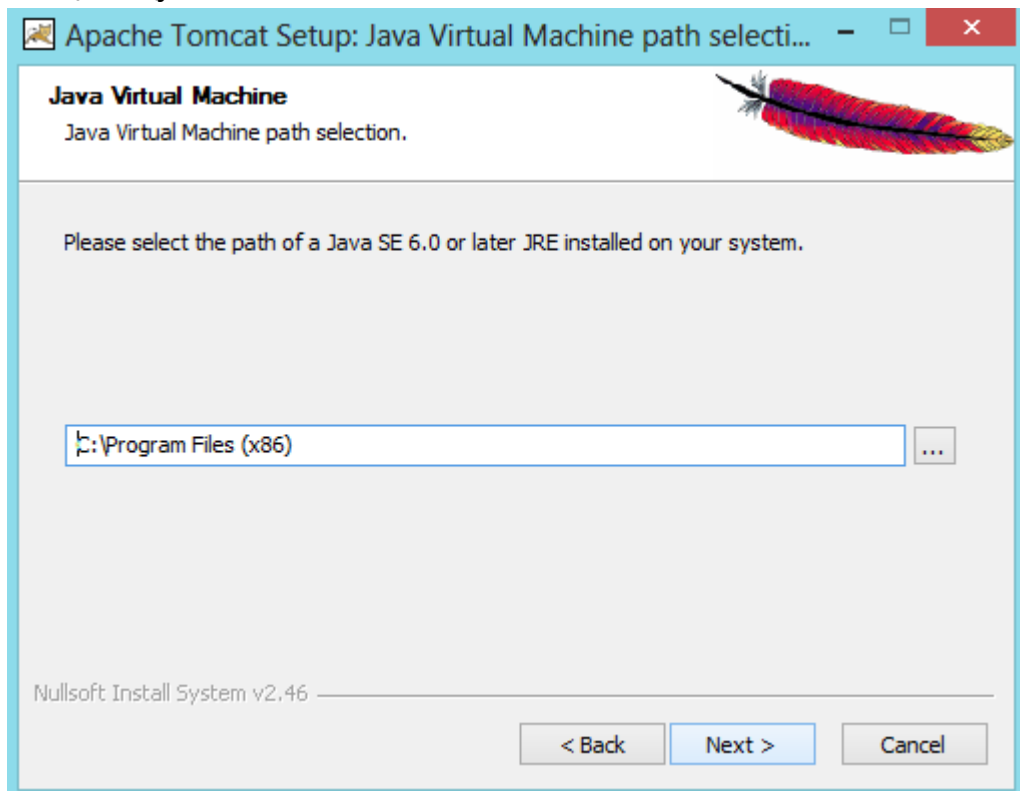 Apache Tomcat Setup: Java Virtual Machine path selecti...
Java Virtual Machine
Java Virtual Machine path selection.
Please select the path of a Java SE 6.0 or later JRE installed on your system.
C:\Program Files (x86)
...
Nullsoft Install System v2.46
< Back
Next >
Cancel